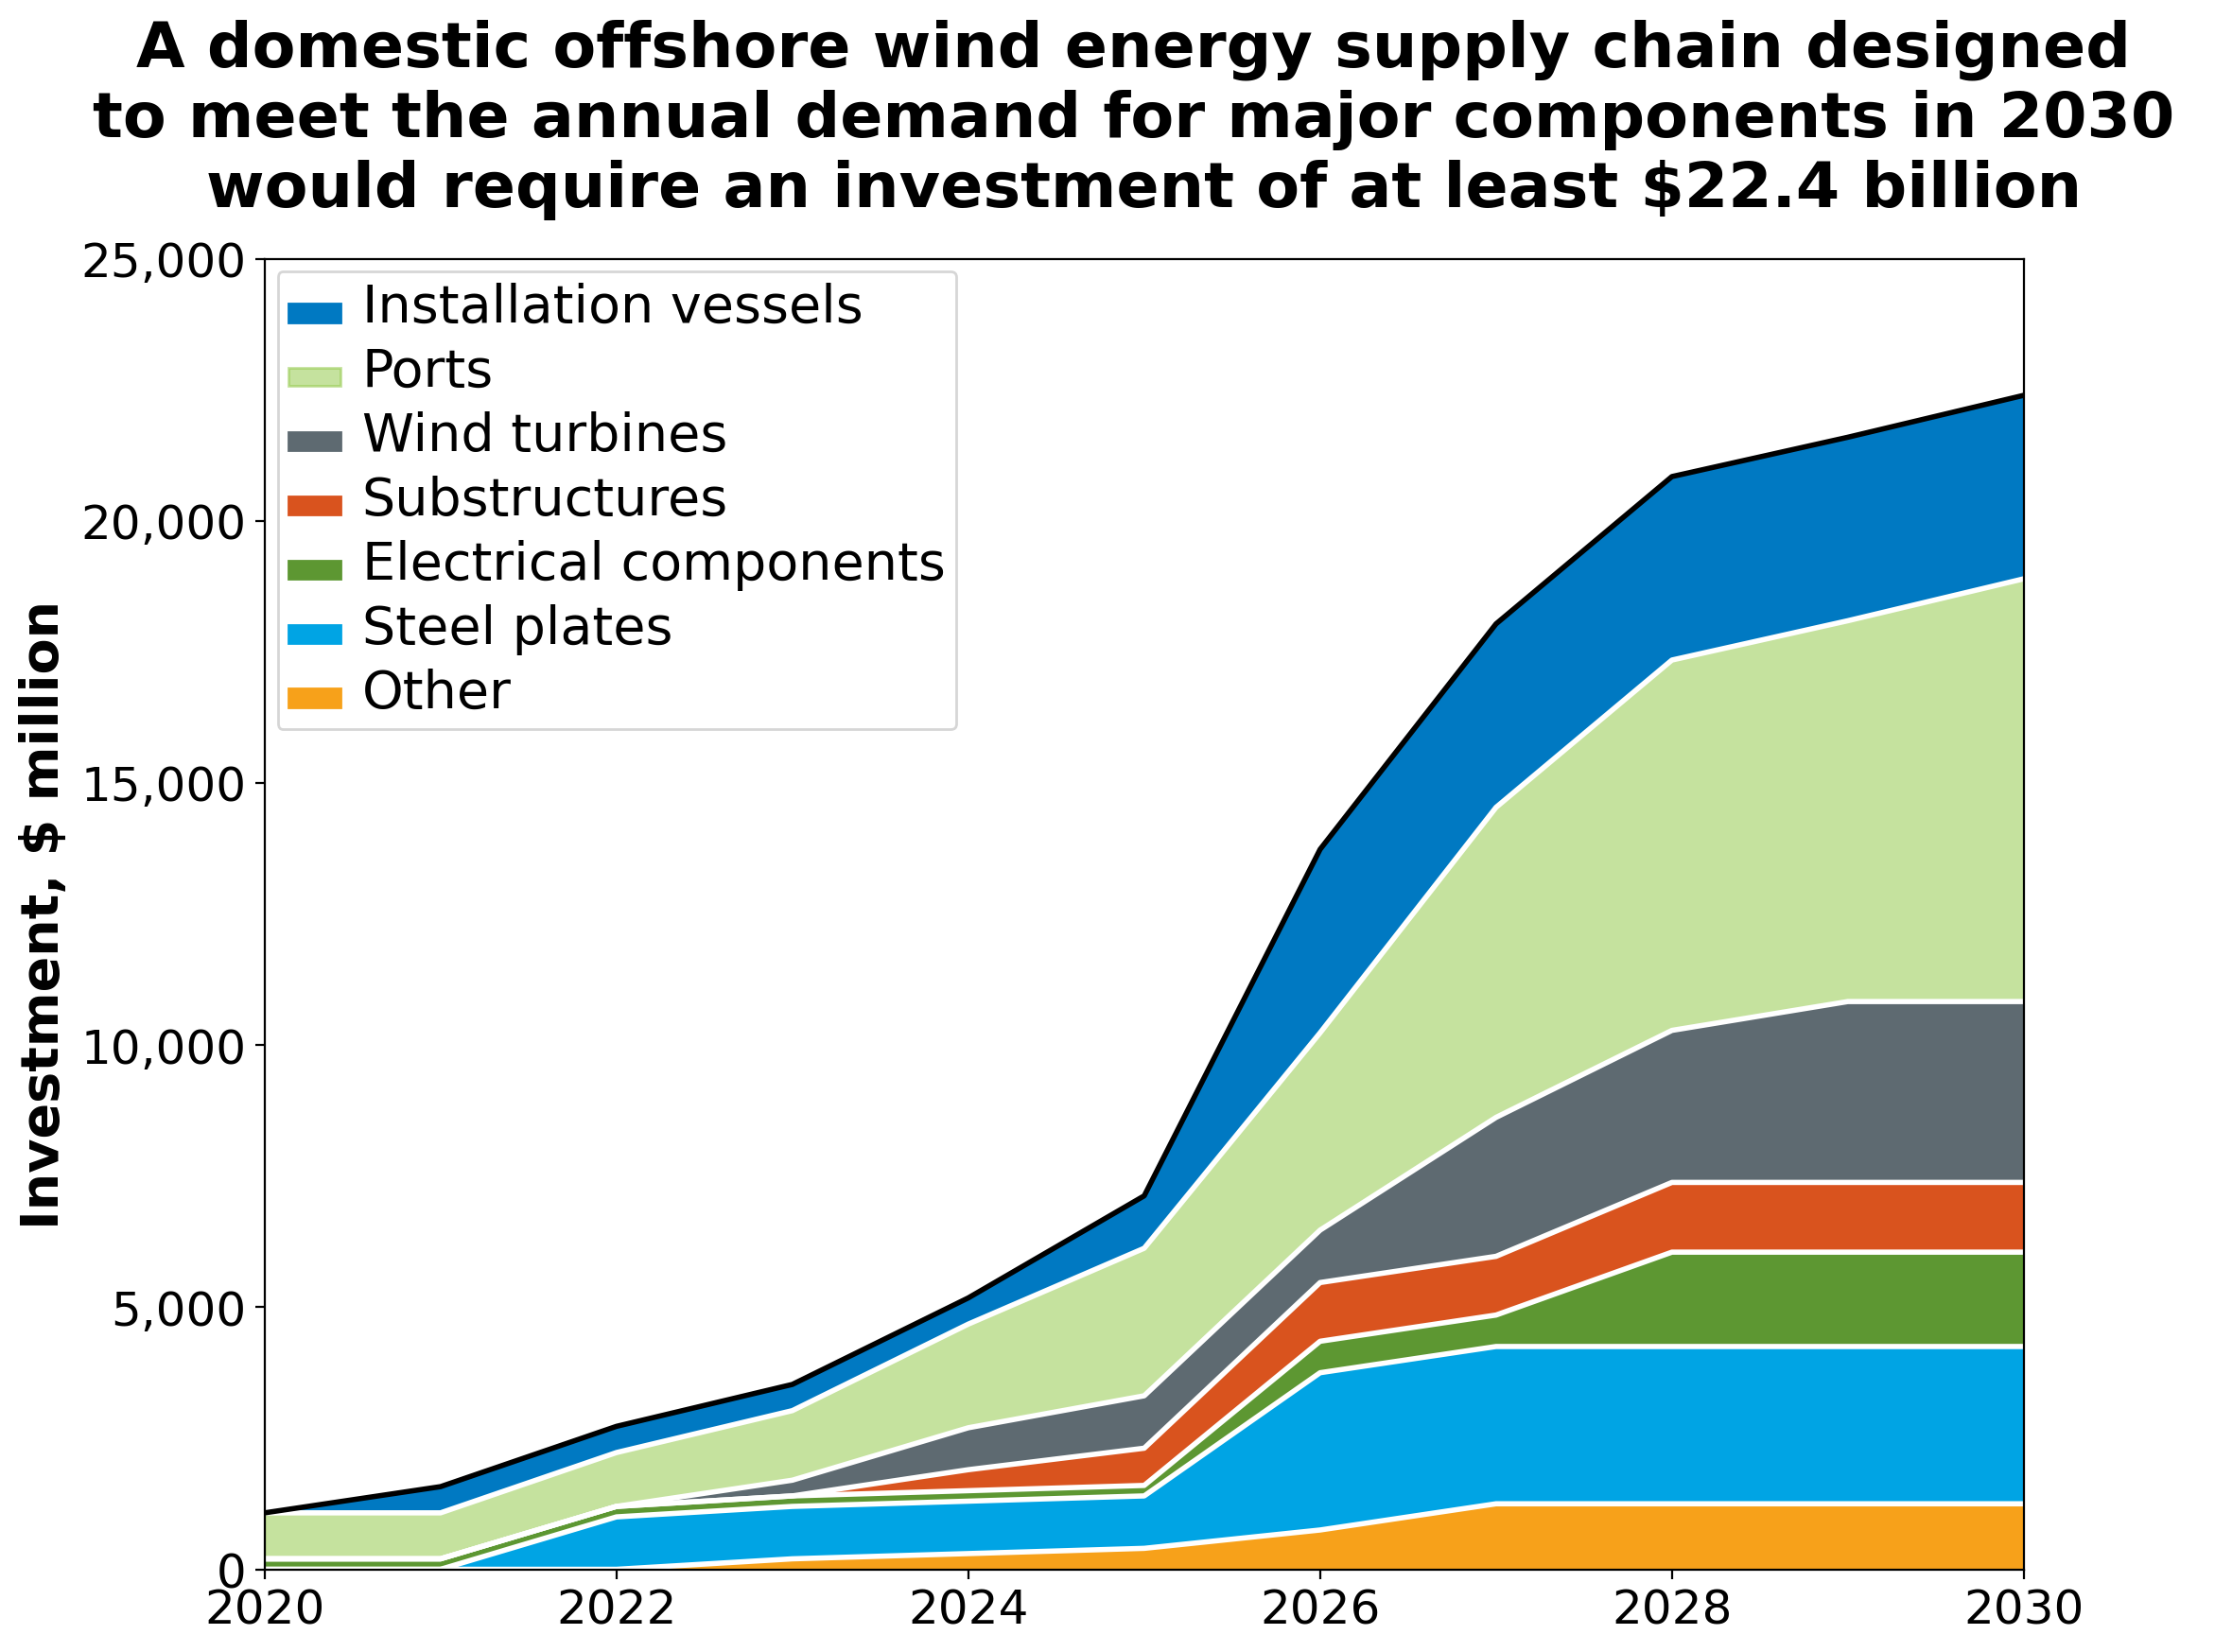 A domestic offshore wind energy supply chain designed
to meet the annual demand for major components in 2030
would require an investment of at least $22.4 billion
25,000
20,000
15,000
10,000
5,000
0
Investment, $ million
Installation vessels
Ports
Wind turbines
Substructures
Electrical components
Steel plates
Other
2020
2022
2024
2026
2028
2030